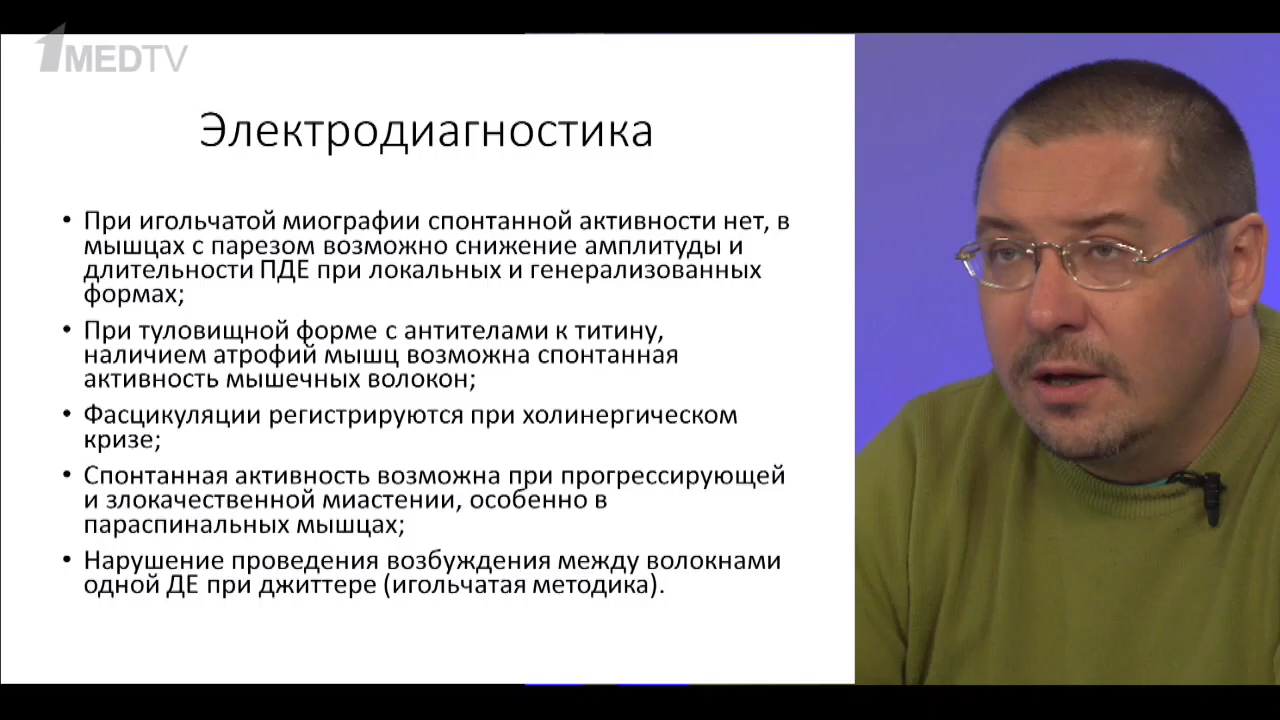 1MEDTV
Электродиагностика
• При игольчатой миографии спонтанной активности нет, в
мышцах с парезом возможно снижение амплитуды и
длительности ПДЕ при локальных и генерализованных
формах;
• При туловищной форме с антителами к титину,
наличием атрофий мышц возможна спонтанная
активность мышечных волокон;
• Фасцикуляции регистрируются при холинергическом
кризе;
• Спонтанная активность возможна при прогрессирующей
и злокачественной миастении, особенно в
параспинальных мышцах;
• Нарушение проведения возбуждения между волокнами
одной ДЕ при джиттере (игольчатая методика).